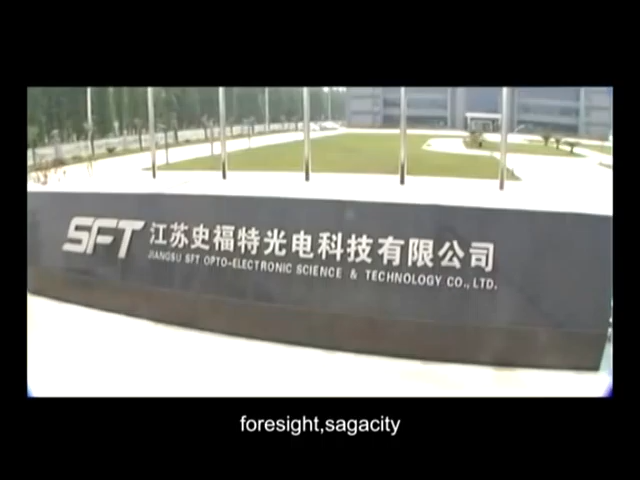 SFT 江苏史福特光电科技有限公司
JIANGSU SFT OPTO-ELECTRONIC SCIENCE & TECHNOLOGY CO., LTD.
foresight,sagacity